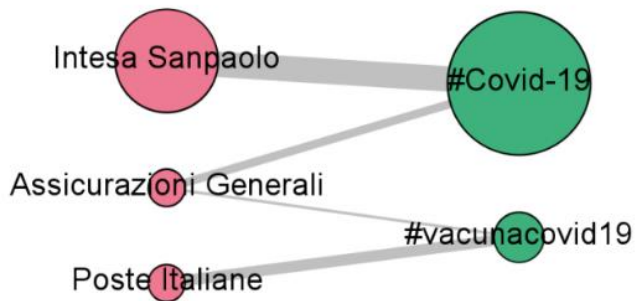 Intesa Sanpaolo
#Covid-19
Assicurazioni Generali
#vacunacovid19
Poste Italiane